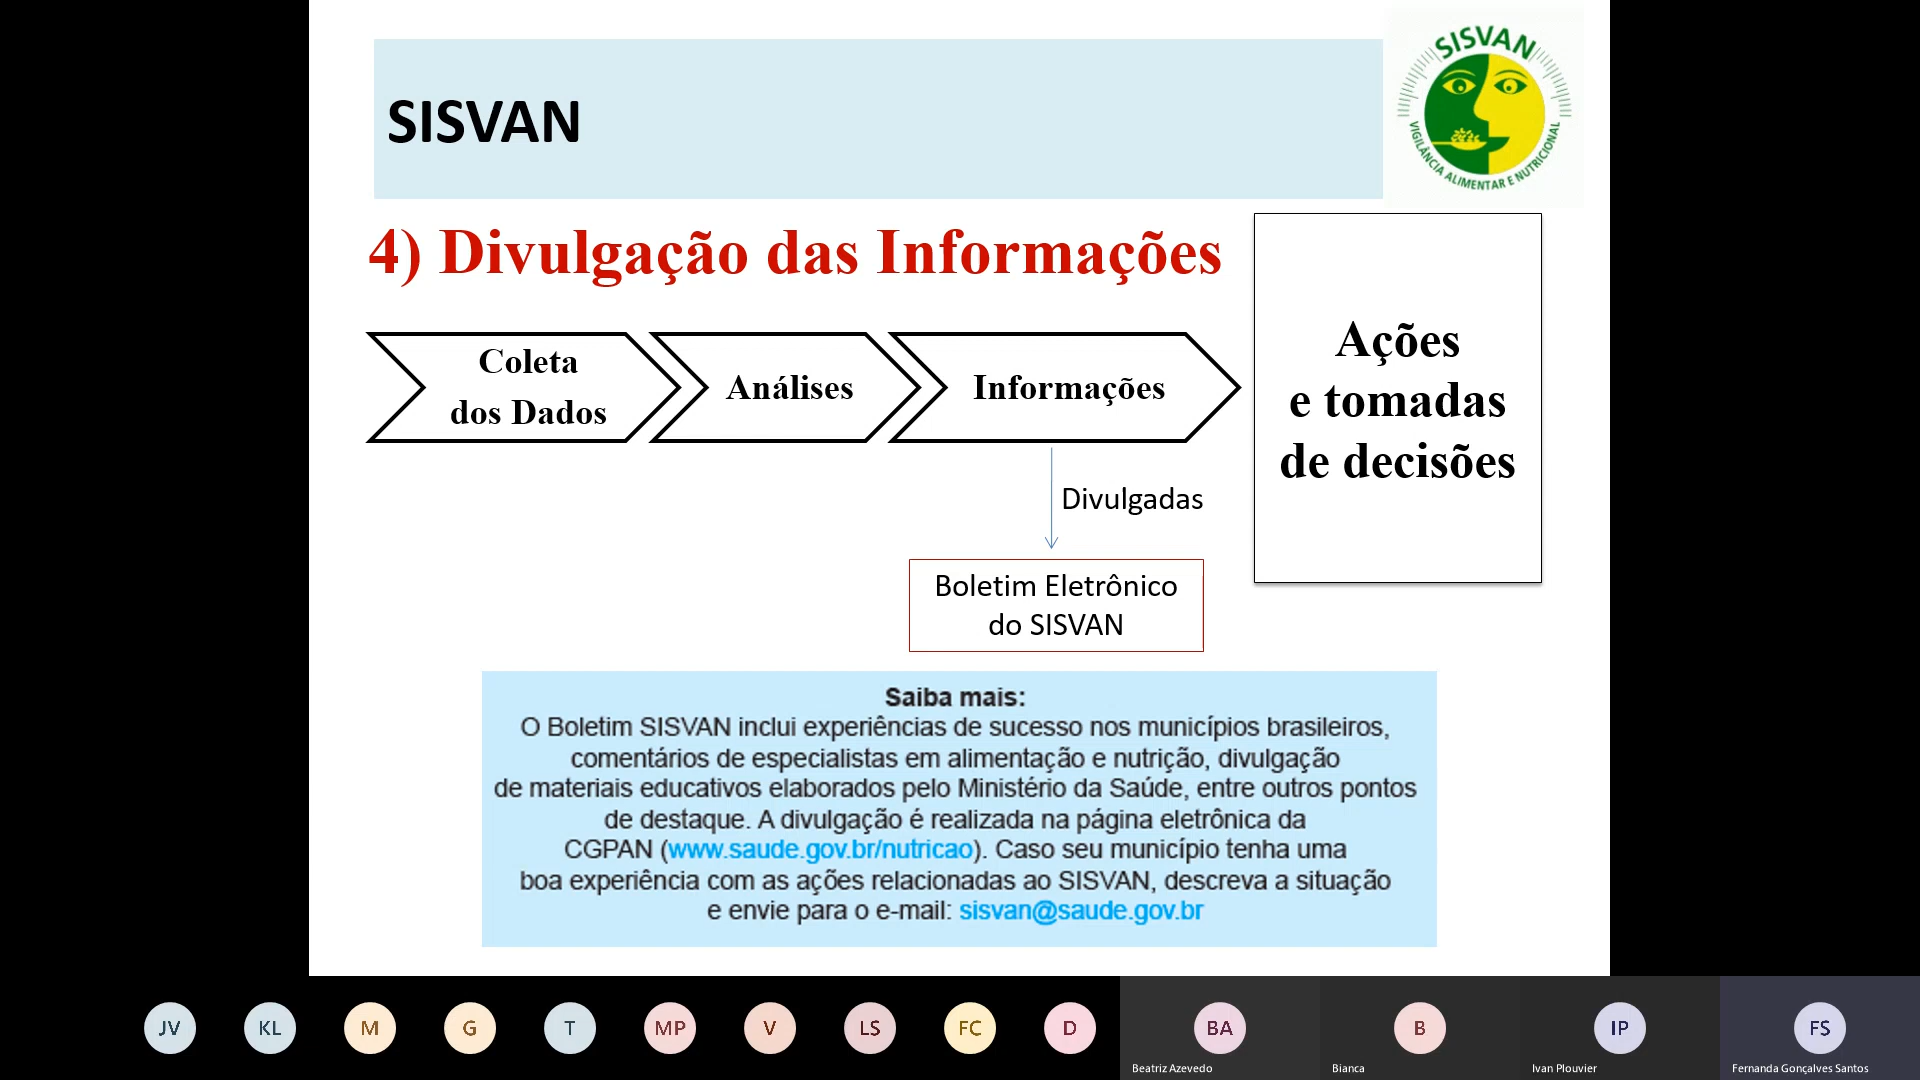 SISVAN
SISVAN
VIGILÂNCIA ALIMENTAR E NUTRICIONAL
4) Divulgação das Informações
Coleta
dos Dados
Análises
Informações
Ações
e tomadas
de decisões
Divulgadas
Boletim Eletrônico
do SISVAN
Saiba mais:
O Boletim SISVAN inclui experiências de sucesso nos municípios brasileiros,
comentários de especialistas em alimentação e nutrição, divulgação
de materiais educativos elaborados pelo Ministério da Saúde, entre outros pontos
de destaque. A divulgação é realizada na página eletrônica da
CGPAN (www.saude.gov.br/nutricao). Caso seu município tenha uma
boa experiência com as ações relacionadas ao SISVAN, descreva a situação
e envie para o e-mail: sisvan@saude.gov.br
JV
KL
M
G
T
MP
V
LS
FC
D
BA
B
IP
FS
Beatriz Azevedo
Bianca
Ivan Plouvier
Fernanda Gonçalves Santos